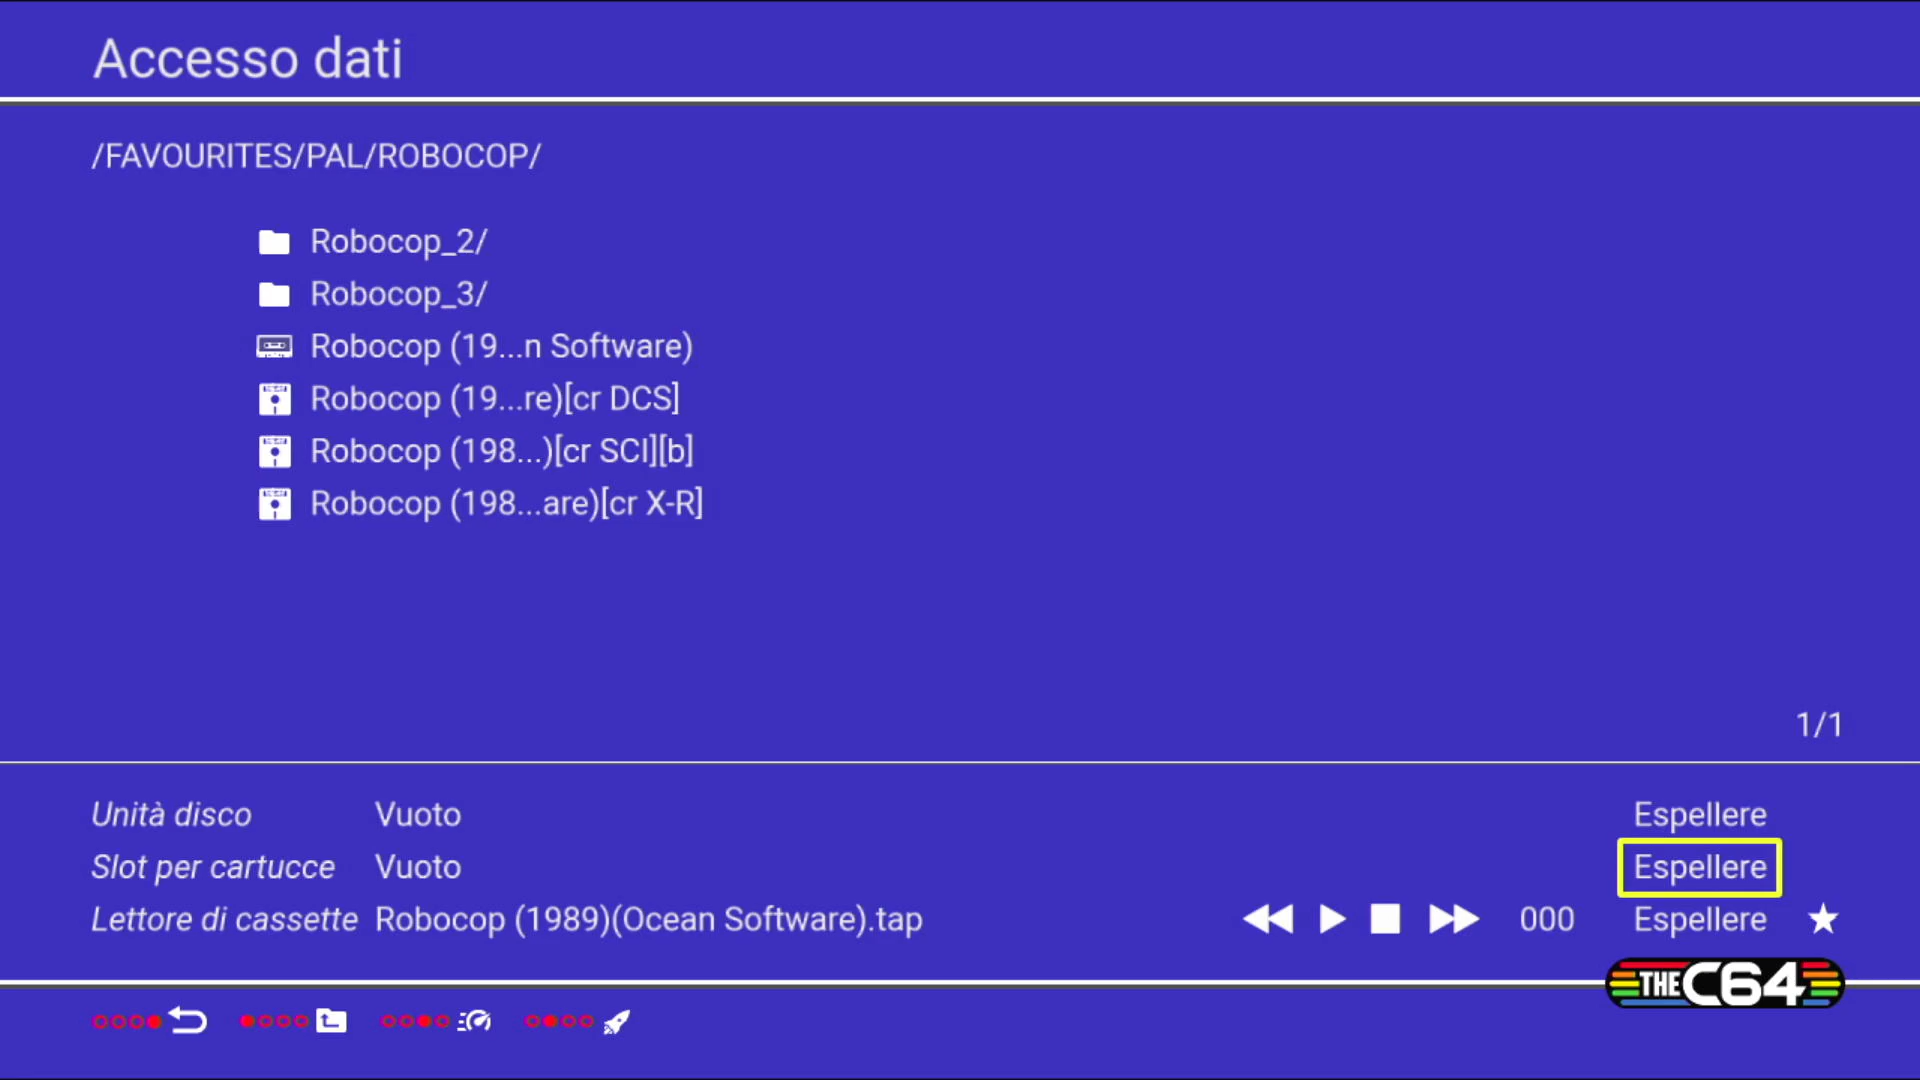 Accesso dati
/FAVOURITES/PAL/ROBOCOP/
Robocop_2/
Robocop_3/
Robocop (19...n Software)
Robocop (19...re)[cr DCS]
Robocop (198...)[cr SCI][b]
Robocop (198...are)[cr X-R]
1/1
Unità disco Vuoto Espellere
Slot per cartucce Vuoto Espellere
Lettore di cassette Robocop (1989)(Ocean Software).tap 000 Espellere
THEC64